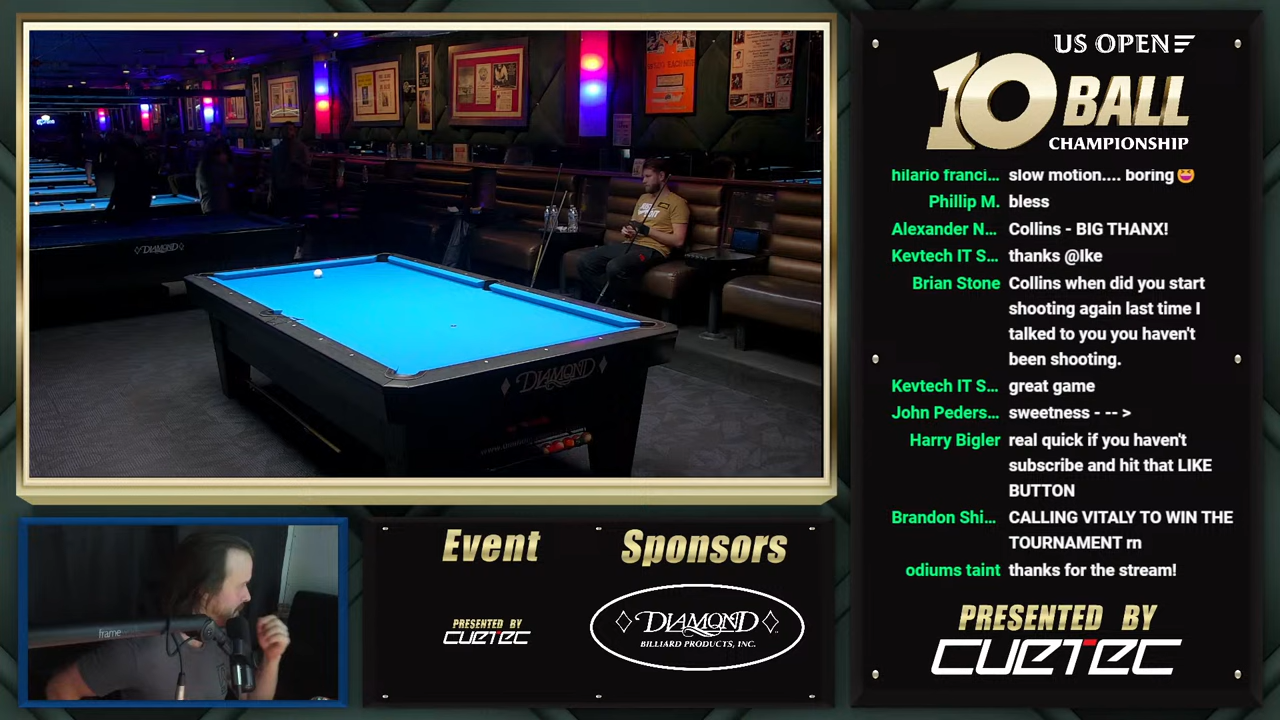 US OPEN
10 BALL
CHAMPIONSHIP
hilario franci... slow motion.... boring😍
Phillip M. bless
Alexander N... Collins - BIG THANX!
Kevtech IT S... thanks @Ike
Brian Stone Collins when did you start
shooting again last time I
talked to you you haven't
been shooting.
Kevtech IT S... great game
John Peders... sweetness - -- >
Harry Bigler real quick if you haven't
subscribe and hit that LIKE
BUTTON
Brandon Shi... CALLING VITALY TO WIN THE
TOURNAMENT rn
odiums taint thanks for the stream!
PRESENTED BY
CUETEC
DIAMOND
DIAMOND
frame
Event Sponsors
PRESENTED BY
CUETEC
DIAMOND
BILLIARD PRODUCTS, INC.